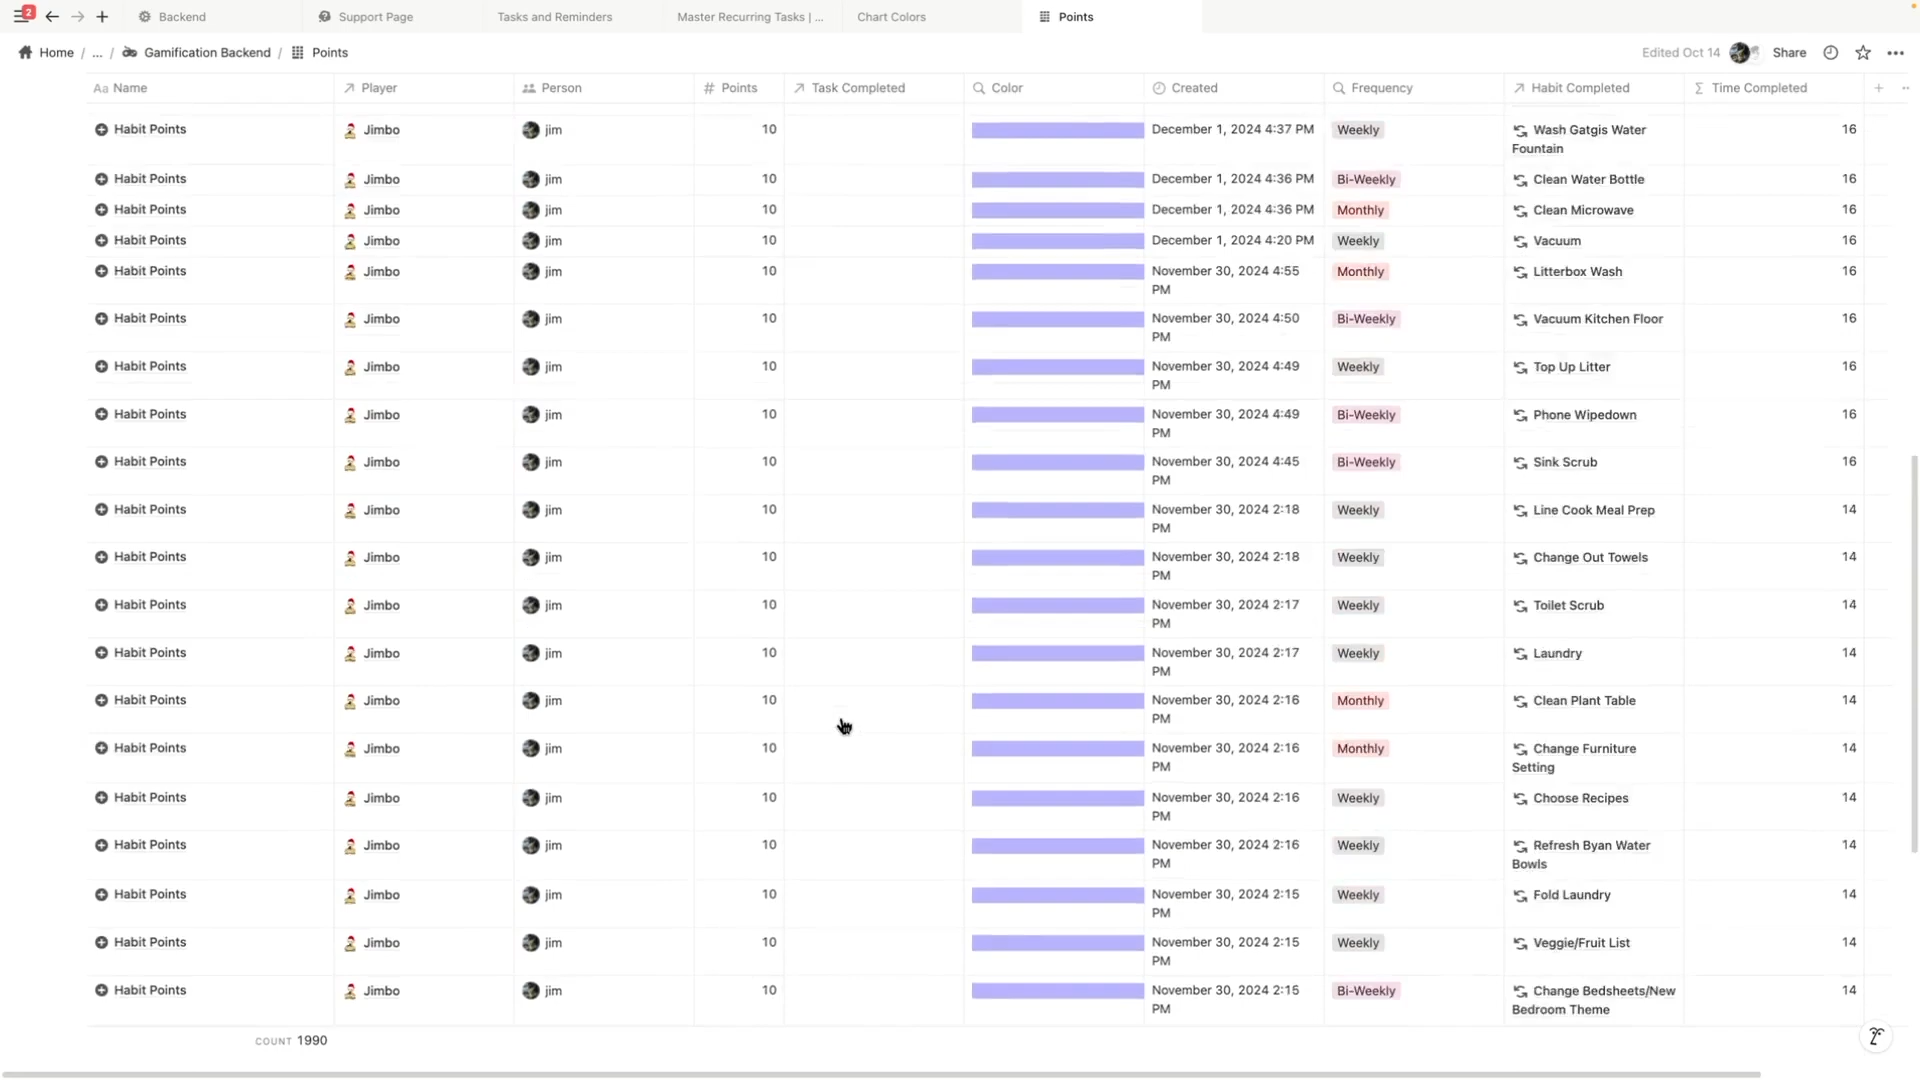 2
Backend
Support Page
Tasks and Reminders
Master Recurring Tasks | ...
Chart Colors
Points
Home / ... / Gamification Backend / Points
Edited Oct 14
Share
Aa Name
Player
Person
# Points
Task Completed
Color
Created
Frequency
Habit Completed
Σ Time Completed
Habit Points Jimbo jim 10 December 1, 2024 4:37 PM Weekly Wash Gatgis Water 16
Fountain
Habit Points Jimbo jim 10 December 1, 2024 4:36 PM Bi-Weekly Clean Water Bottle 16
Habit Points Jimbo jim 10 December 1, 2024 4:36 PM Monthly Clean Microwave 16
Habit Points Jimbo jim 10 December 1, 2024 4:20 PM Weekly Vacuum 16
Habit Points Jimbo jim 10 November 30, 2024 4:55 Monthly Litterbox Wash 16
PM
Habit Points Jimbo jim 10 November 30, 2024 4:50 Bi-Weekly Vacuum Kitchen Floor 16
PM
Habit Points Jimbo jim 10 November 30, 2024 4:49 Weekly Top Up Litter 16
PM
Habit Points Jimbo jim 10 November 30, 2024 4:49 Bi-Weekly Phone Wipedown 16
PM
Habit Points Jimbo jim 10 November 30, 2024 4:45 Bi-Weekly Sink Scrub 16
PM
Habit Points Jimbo jim 10 November 30, 2024 2:18 Weekly Line Cook Meal Prep 14
PM
Habit Points Jimbo jim 10 November 30, 2024 2:18 Weekly Change Out Towels 14
PM
Habit Points Jimbo jim 10 November 30, 2024 2:17 Weekly Toilet Scrub 14
PM
Habit Points Jimbo jim 10 November 30, 2024 2:17 Weekly Laundry 14
PM
Habit Points Jimbo jim 10 November 30, 2024 2:16 Monthly Clean Plant Table 14
PM
Habit Points Jimbo jim 10 November 30, 2024 2:16 Monthly Change Furniture 14
PM Setting
Habit Points Jimbo jim 10 November 30, 2024 2:16 Weekly Choose Recipes 14
PM
Habit Points Jimbo jim 10 November 30, 2024 2:16 Weekly Refresh Byan Water 14
PM Bowls
Habit Points Jimbo jim 10 November 30, 2024 2:15 Weekly Fold Laundry 14
PM
Habit Points Jimbo jim 10 November 30, 2024 2:15 Weekly Veggie/Fruit List 14
PM
Habit Points Jimbo jim 10 November 30, 2024 2:15 Bi-Weekly Change Bedsheets/New 14
PM Bedroom Theme
COUNT 1990